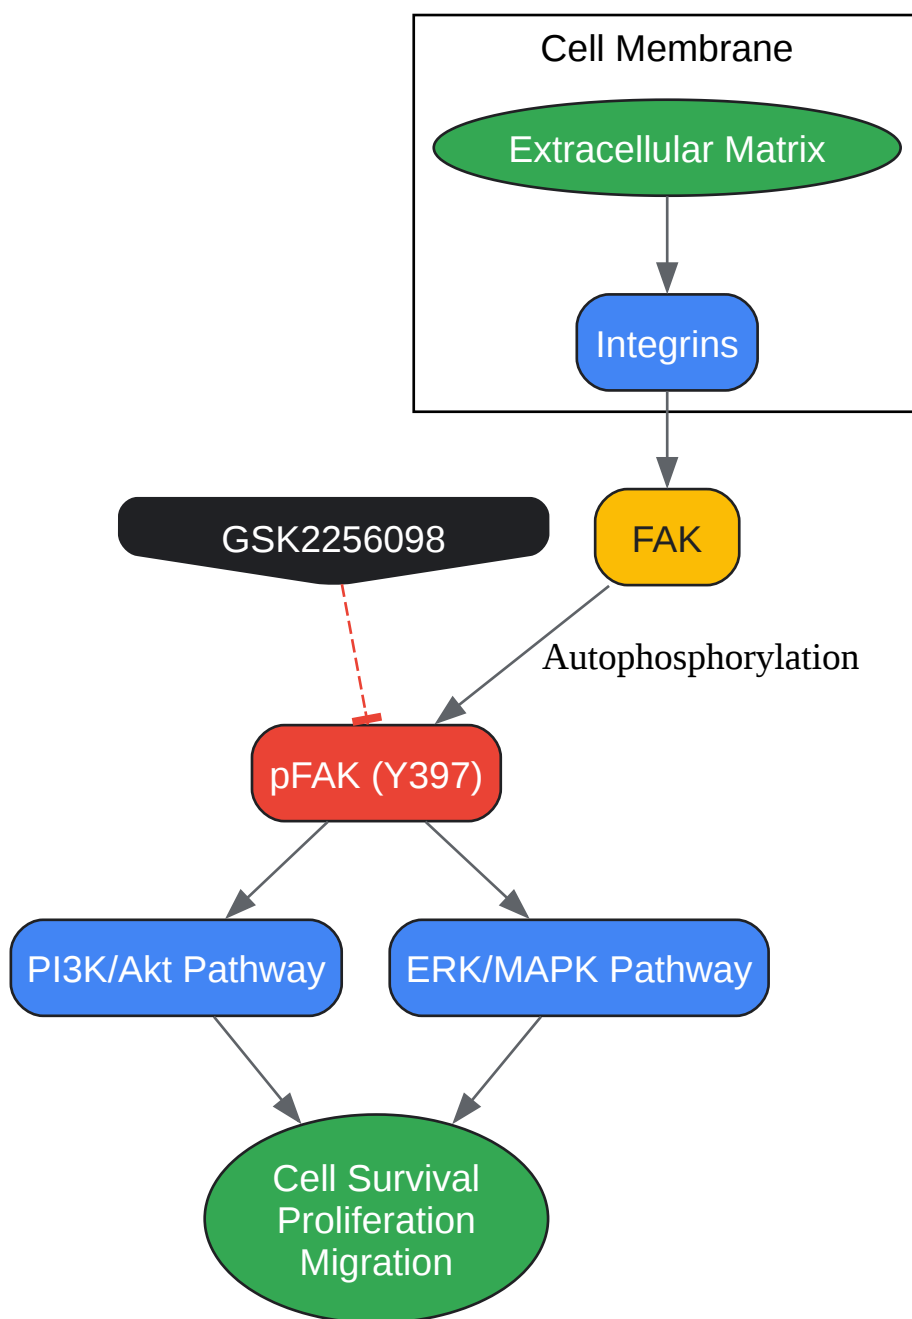 Cell Membrane
Extracellular Matrix
Integrins
GSK2256098
FAK
Autophosphorylation
pFAK (Y397)
PI3K/Akt Pathway
ERK/MAPK Pathway
Cell Survival
Proliferation
Migration